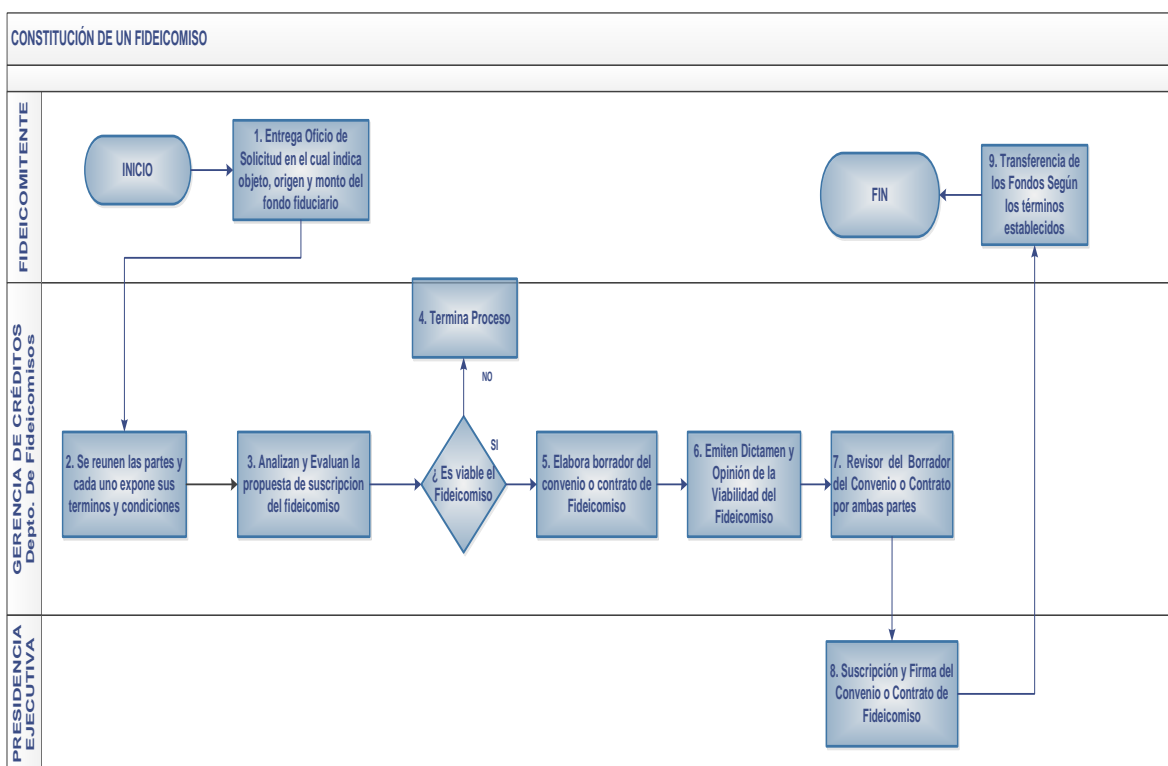 CONSTITUCIÓN DE UN FIDEICOMISO
FIDEICOMITENTE
INICIO
1. Entrega Oficio de
Solicitud en el cual indica
objeto, origen y monto del
fondo fiduciario
FIN
9. Transferencia de
los Fondos Según
los términos
establecidos
GERENCIA DE CRÉDITOS
Depto. De Fideicomisos
4. Termina Proceso
NO
2. Se reunen las partes y
cada uno expone sus
terminos y condiciones
3. Analizan y Evaluan la
propuesta de suscripcion
del fideicomiso
¿ Es viable el
Fideicomiso
SI
5. Elabora borrador del
convenio o contrato de
Fideicomiso
6. Emiten Dictamen y
Opinión de la
Viabilidad del
Fideicomiso
7. Revisor del Borrador
del Convenio o Contrato
por ambas partes
PRESIDENCIA
EJECUTIVA
8. Suscripción y Firma del
Convenio o Contrato de
Fideicomiso